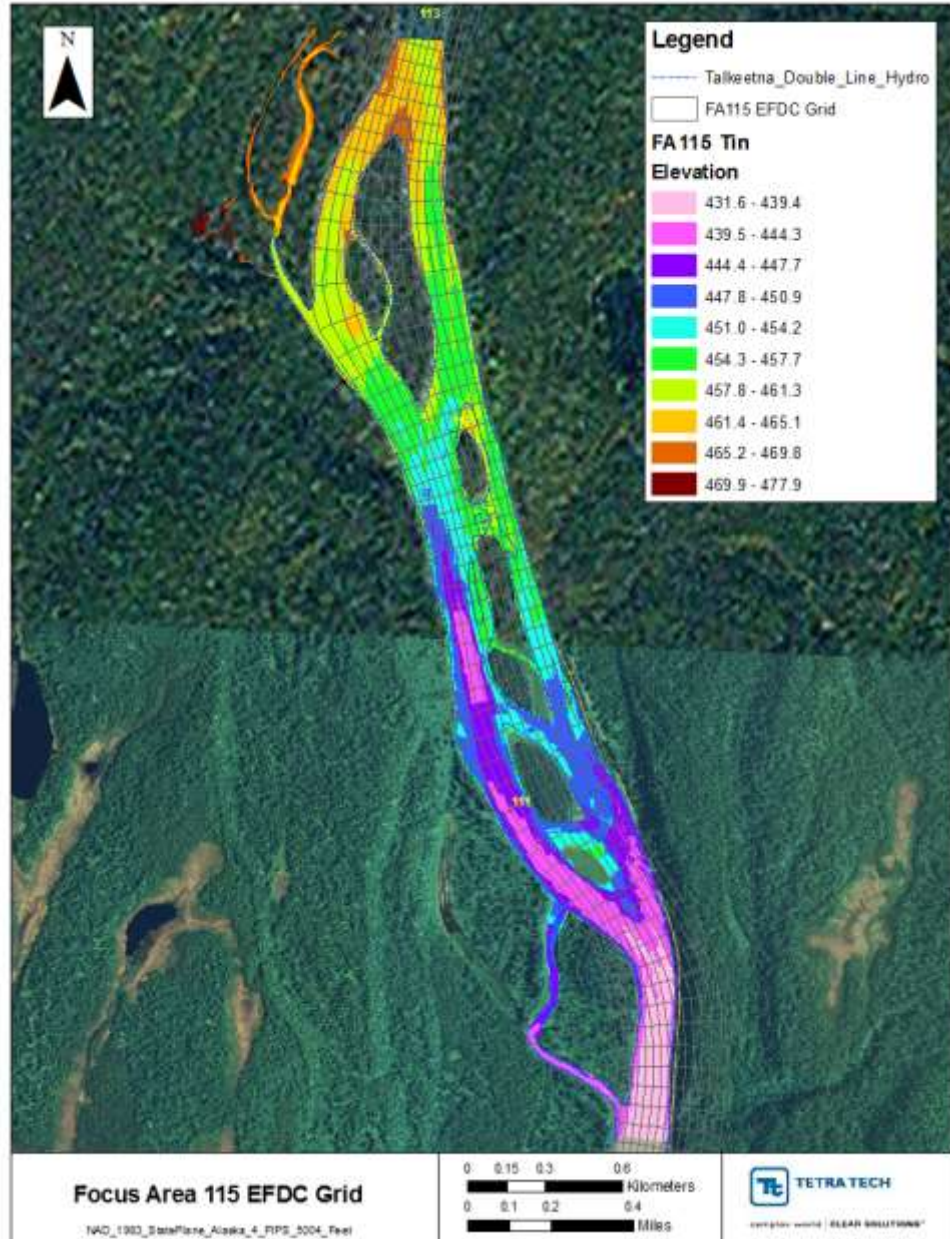 113
N
Legend
Talkeetna_Double_Line_Hydro
FA115 EFDC Grid
FA115 Tin
Elevation
431.6 - 439.4
439.5 - 444.3
444.4 - 447.7
447.8 - 450.9
451.0 - 454.2
454.3 - 457.7
457.8 - 461.3
461.4 - 465.1
465.2 - 469.8
469.9 - 477.9
111
Focus Area 115 EFDC Grid
NAD_1983_StatePlane_Alaska_4_FIPS_5004_Feet
0 0.15 0.3 0.6
Kilometers
0 0.1 0.2 0.4
Miles
Tt
TETRA TECH
complex world | CLEAR SOLUTIONS™